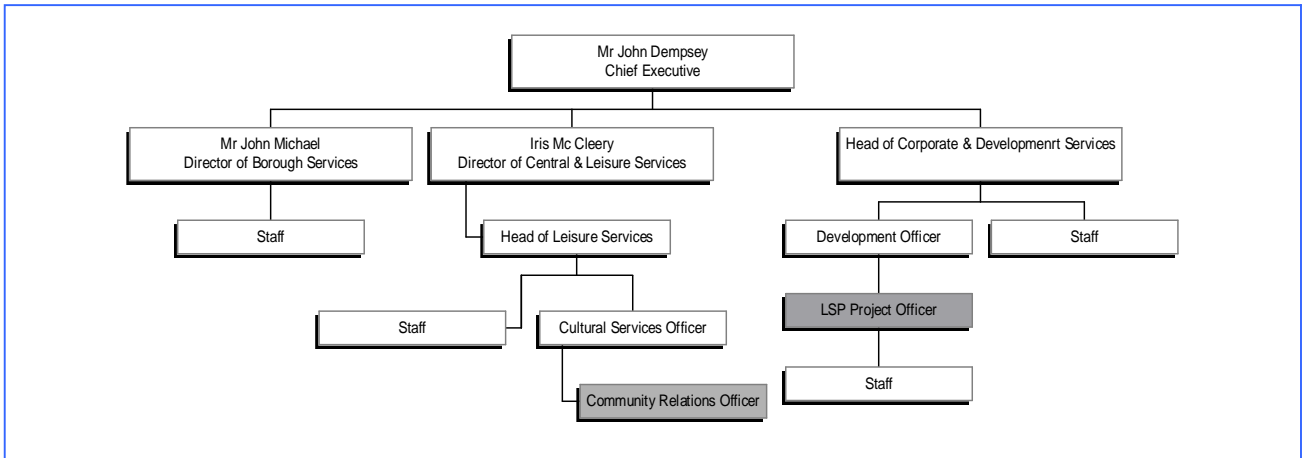 Mr John Dempsey
Chief Executive
Mr John Michael
Director of Borough Services
Iris Mc Cleery
Director of Central & Leisure Services
Head of Corporate & Developmenrt Services
Staff
Head of Leisure Services
Development Officer
Staff
Staff
Cultural Services Officer
LSP Project Officer
Staff
Community Relations Officer